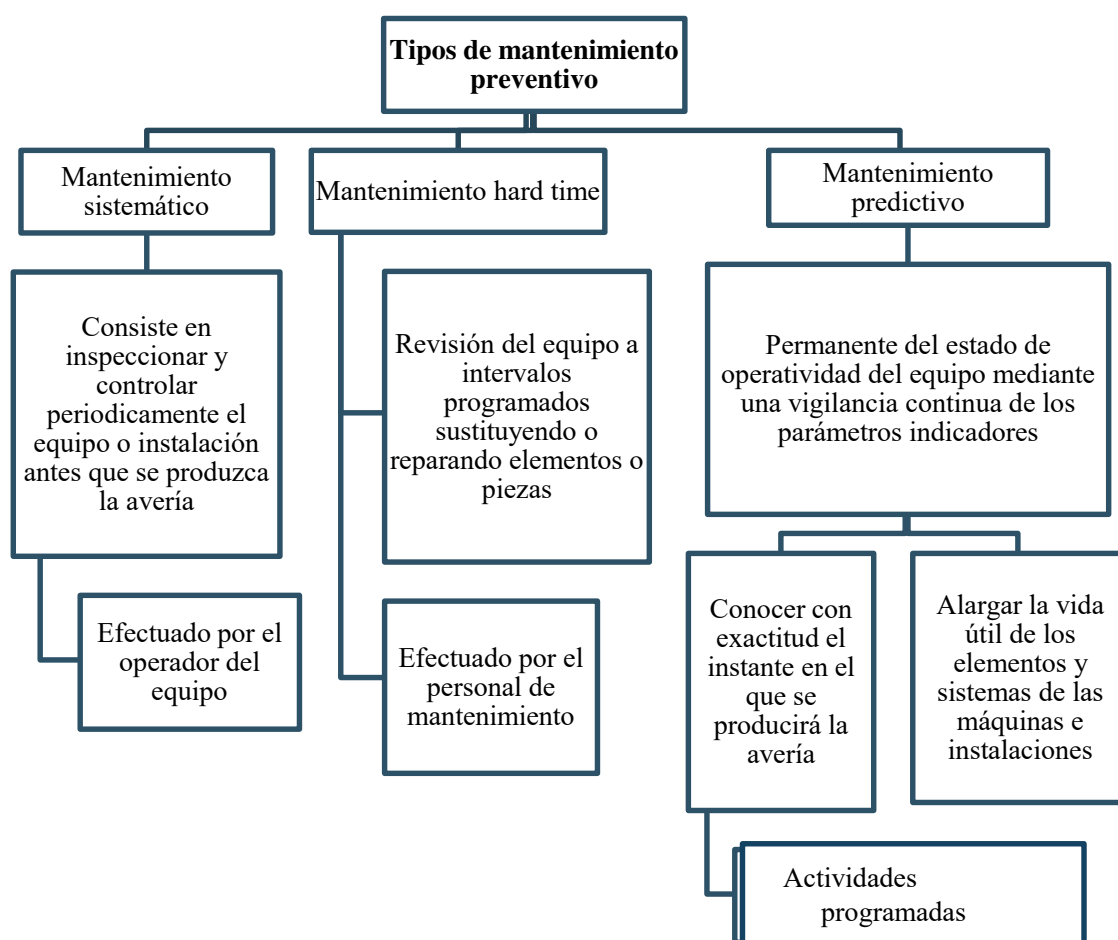 Tipos de mantenimiento
preventivo
Mantenimiento
sistemático
Mantenimiento hard time
Mantenimiento
predictivo
Consiste en
inspeccionar y
controlar
periodicamente el
equipo o instalación
antes que se produzca
la avería
Revisión del equipo a
intervalos
programados
sustituyendo o
reparando elementos o
piezas
Permanente del estado de
operatividad del equipo mediante
una vigilancia continua de los
parámetros indicadores
Efectuado por el
operador del
equipo
Efectuado por el
personal de
mantenimiento
Conocer con
exactitud el
instante en el
que se
producirá la
avería
Alargar la vida
útil de los
elementos y
sistemas de las
máquinas e
instalaciones
Actividades
programadas